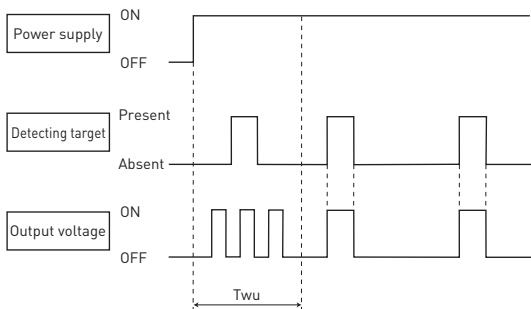 ON
Power supply
OFF
Present
Detecting target
Absent
ON
Output voltage
OFF
Twu